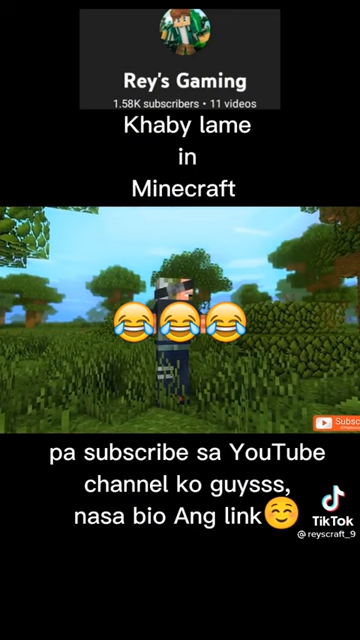 Rey's Gaming
1.58K subscribers • 11 videos
Khaby lame
in
Minecraft
Subsc
pa subscribe sa YouTube
channel ko guysss,
nasa bio Ang link
TikTok
@reyscraft_9